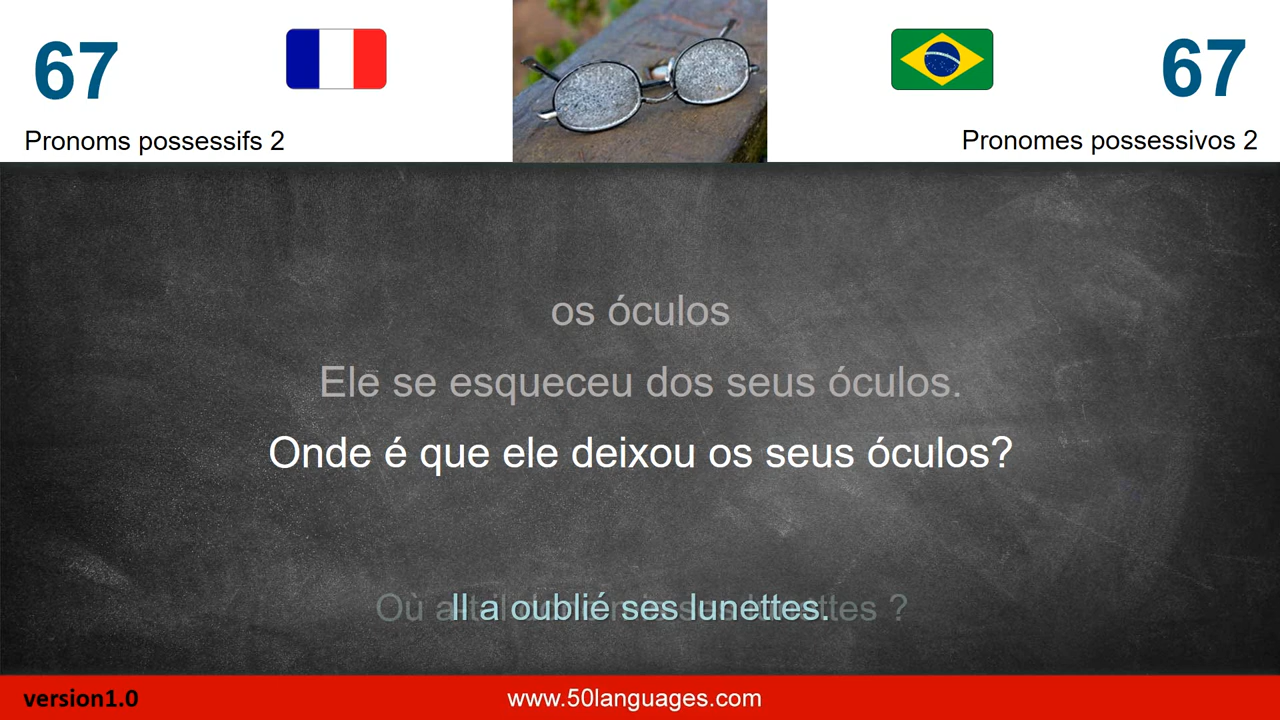 67
67
Pronoms possessifs 2
Pronomes possessivos 2
os óculos
Ele se esqueceu dos seus óculos.
Onde é que ele deixou os seus óculos?
Il a oublié ses lunettes.
version1.0
www.50languages.com